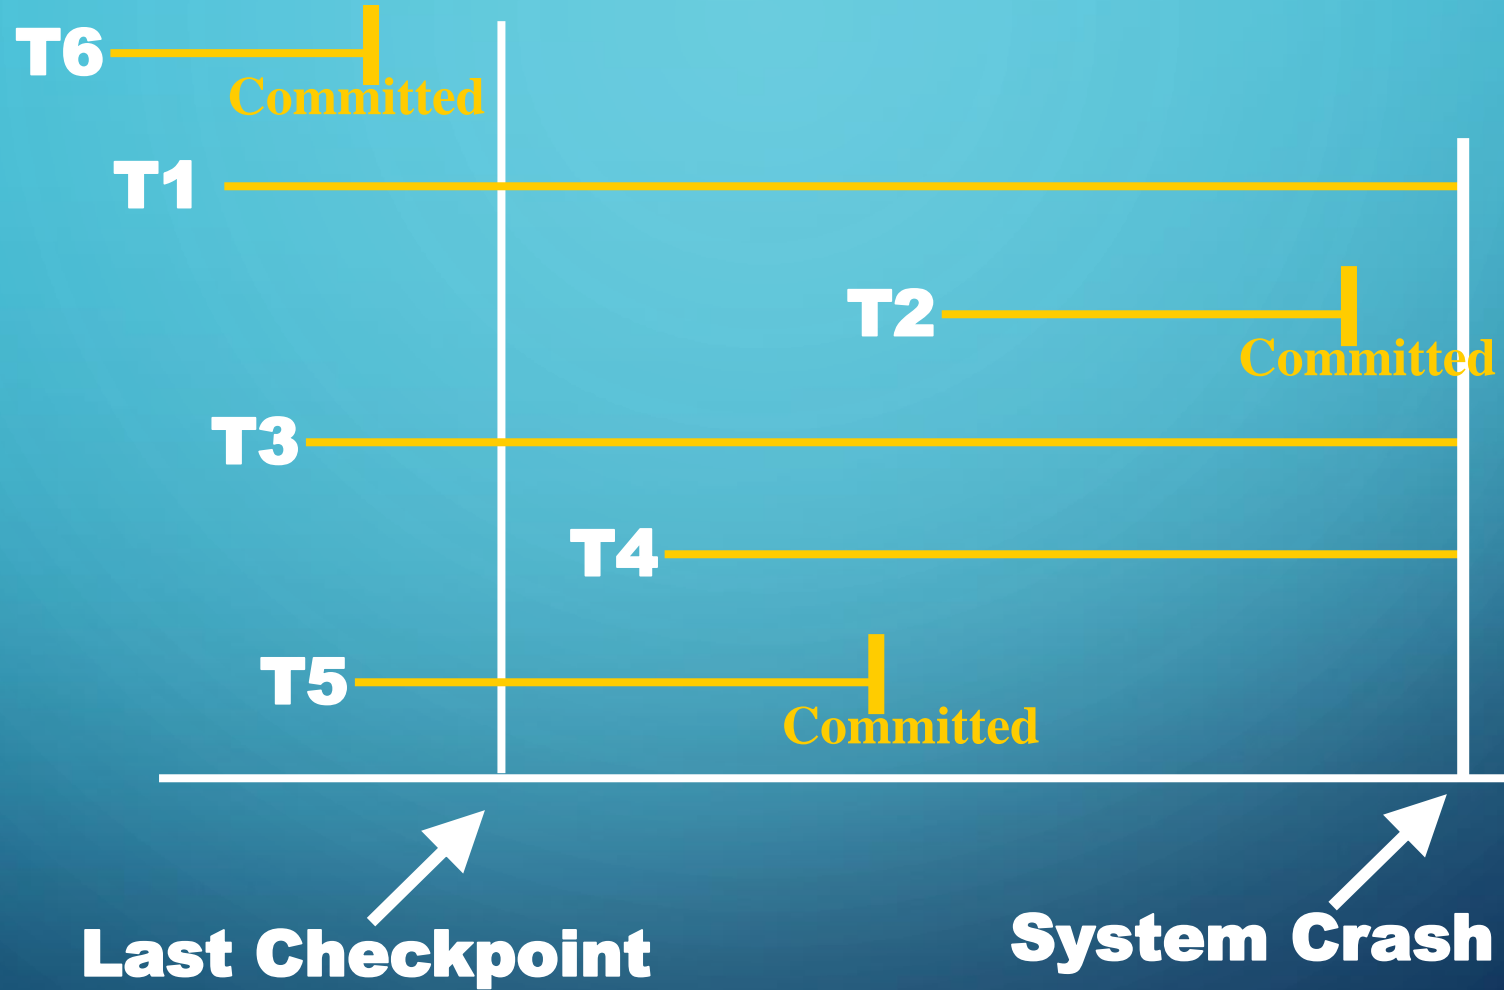 T6
Committed
T1
T2
Committed
T3
T4
T5
Committed
Last Checkpoint
System Crash